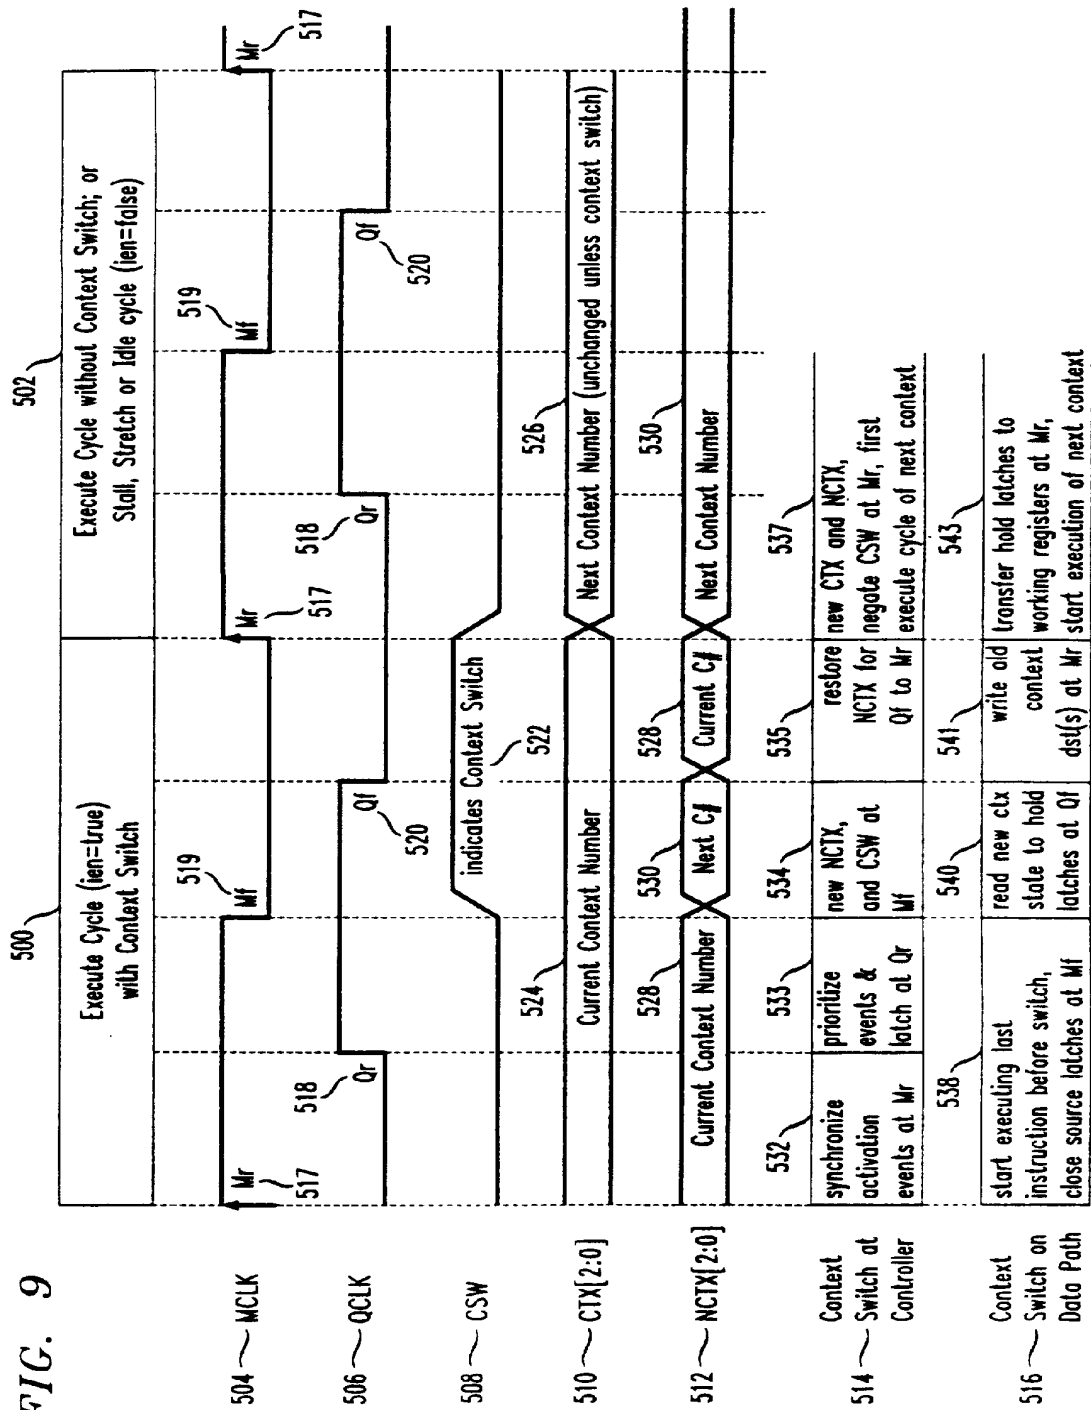 FIG. 9
500
502
Execute Cycle (ien=true)
with Context Switch
Execute Cycle without Context Switch; or
Stall, Stretch or Idle cycle (ien=false)
504
MCLK
Mr
517
Mf
519
Mr
517
Mf
519
Mr
517
506
QCLK
518
Qr
Qf
520
518
Qr
Qf
520
508
CSW
indicates Context Switch
522
510
CTX[2:0]
524
Current Context Number
526
Next Context Number (unchanged unless context switch)
512
NCTX[2:0]
528
Current Context Number
530
Next C#
528
Current C#
530
Next Context Number
514
Context
Switch at
Controller
532
synchronize
activation
events at Mr
533
prioritize
events &
latch at Qr
534
new NCTX,
and CSW at
Mf
535
restore
NCTX for
Qf to Mr
537
new CTX and NCTX,
negate CSW at Mr, first
execute cycle of next context
516
Context
Switch on
Data Path
538
start executing last
instruction before switch,
close source latches at Mf
540
read new ctx
state to hold
latches at Qf
541
write old
context
dst(s) at Mr
543
transfer hold latches to
working registers at Mr,
start execution of next context